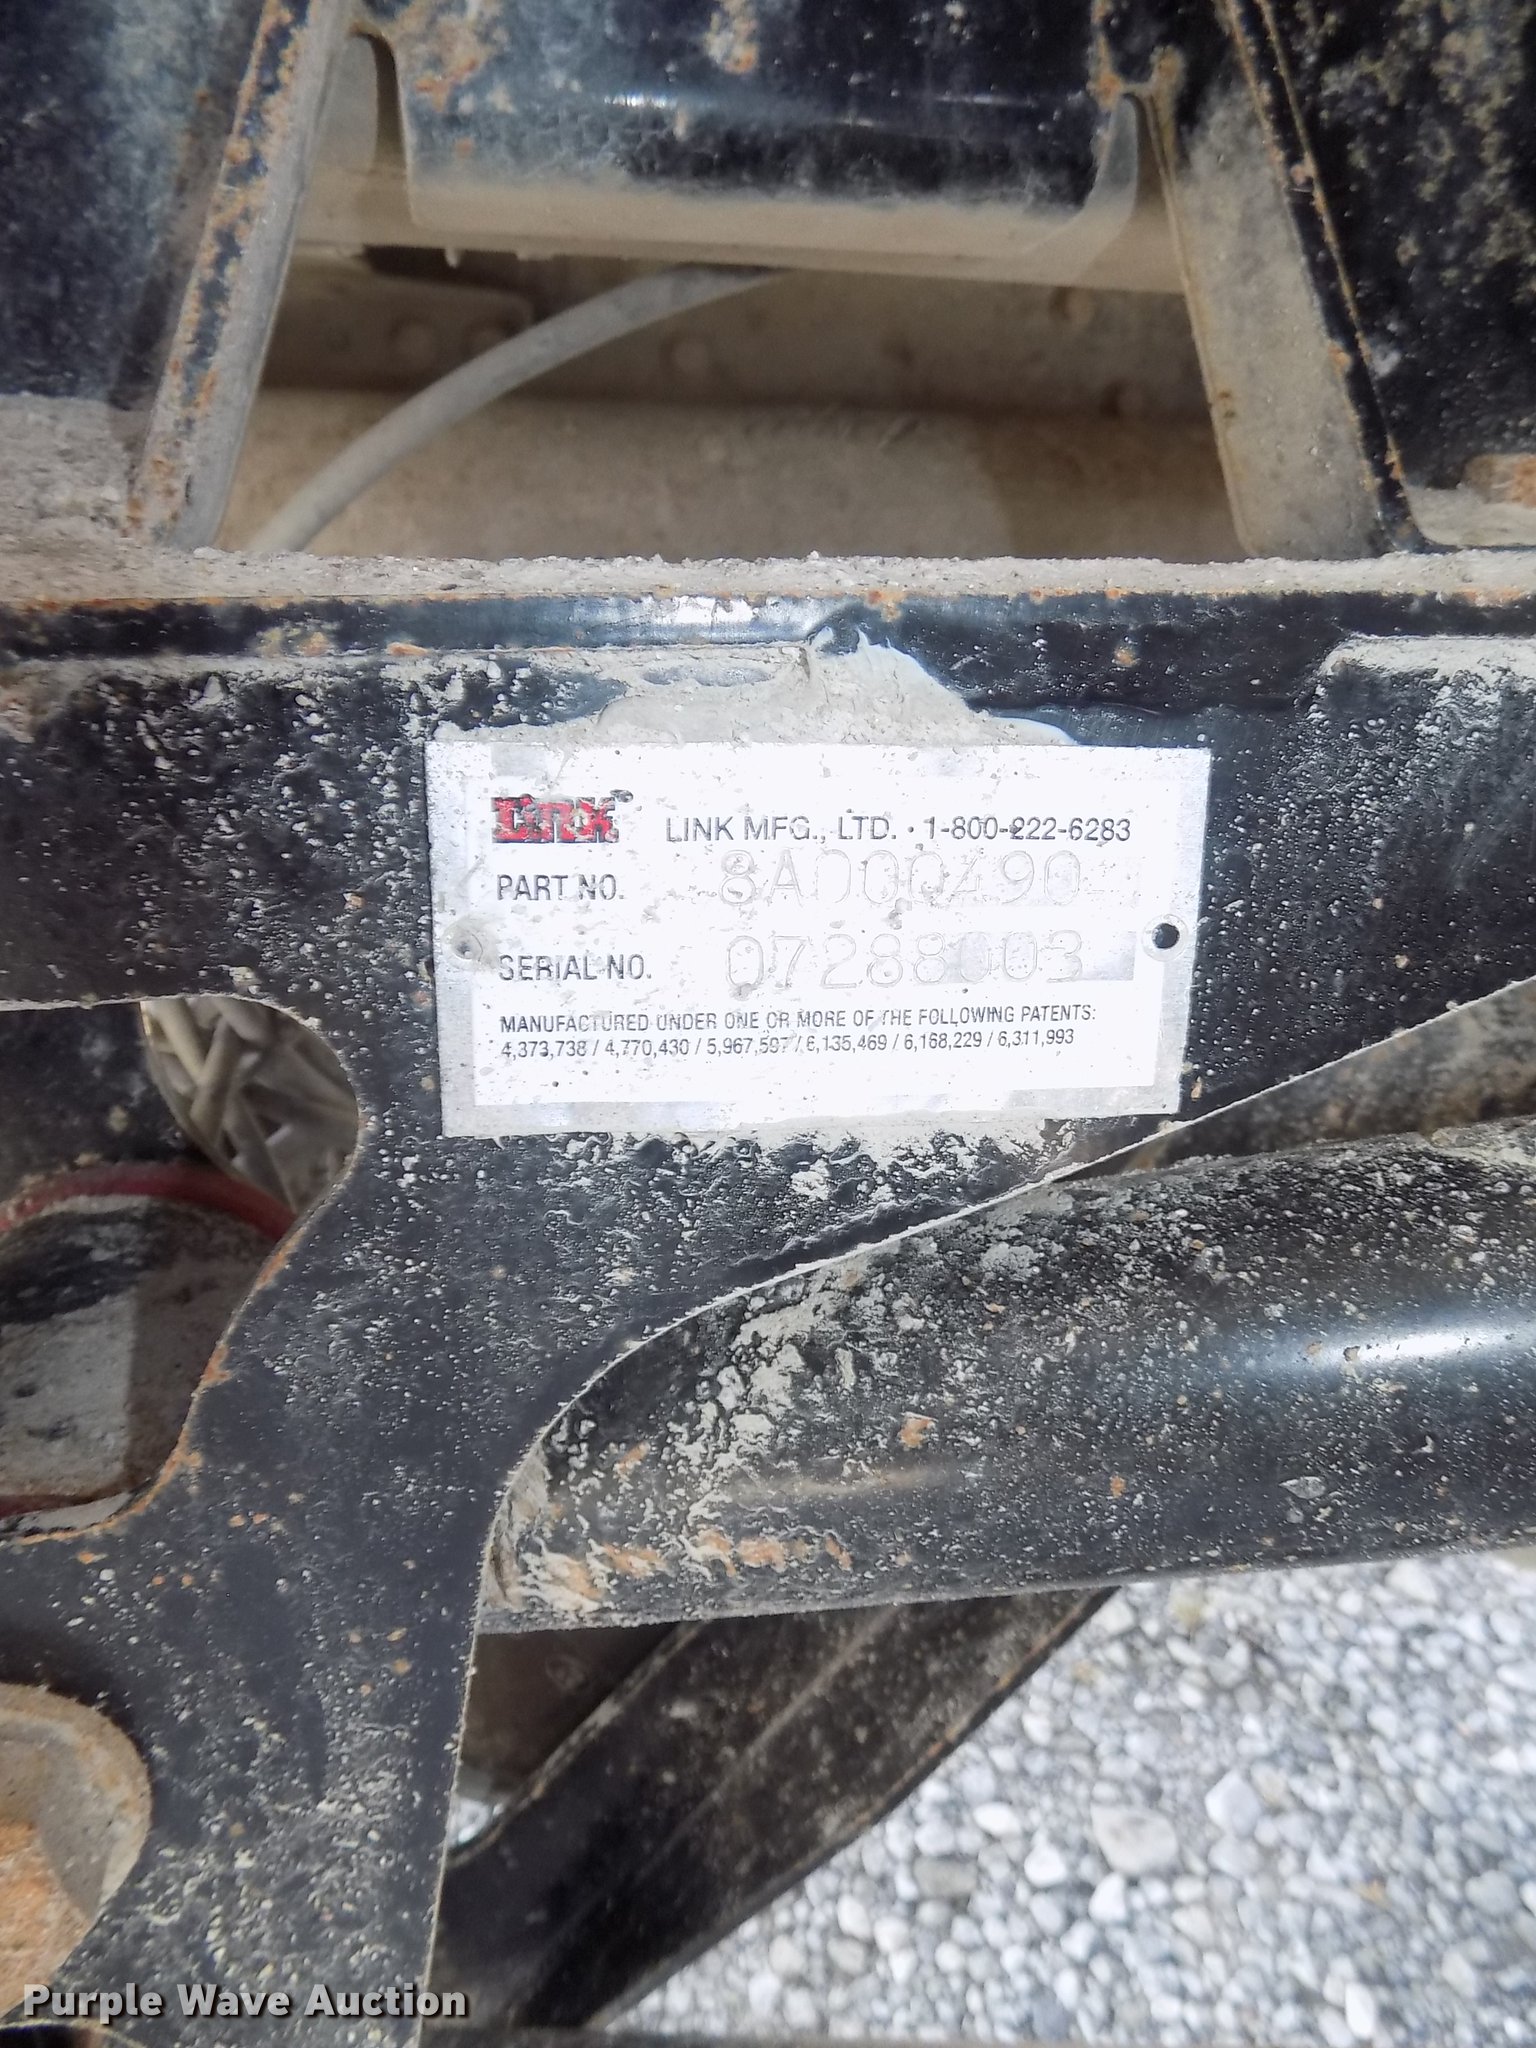 Link
LINK MFG., LTD. • 1-800-222-6283
PART NO. 8A000490
SERIAL NO. 07288003
MANUFACTURED UNDER ONE OR MORE OF THE FOLLOWING PATENTS:
4,373,738 / 4,770,430 / 5,967,597 / 6,135,469 / 6,168,229 / 6,311,993
Purple Wave Auction